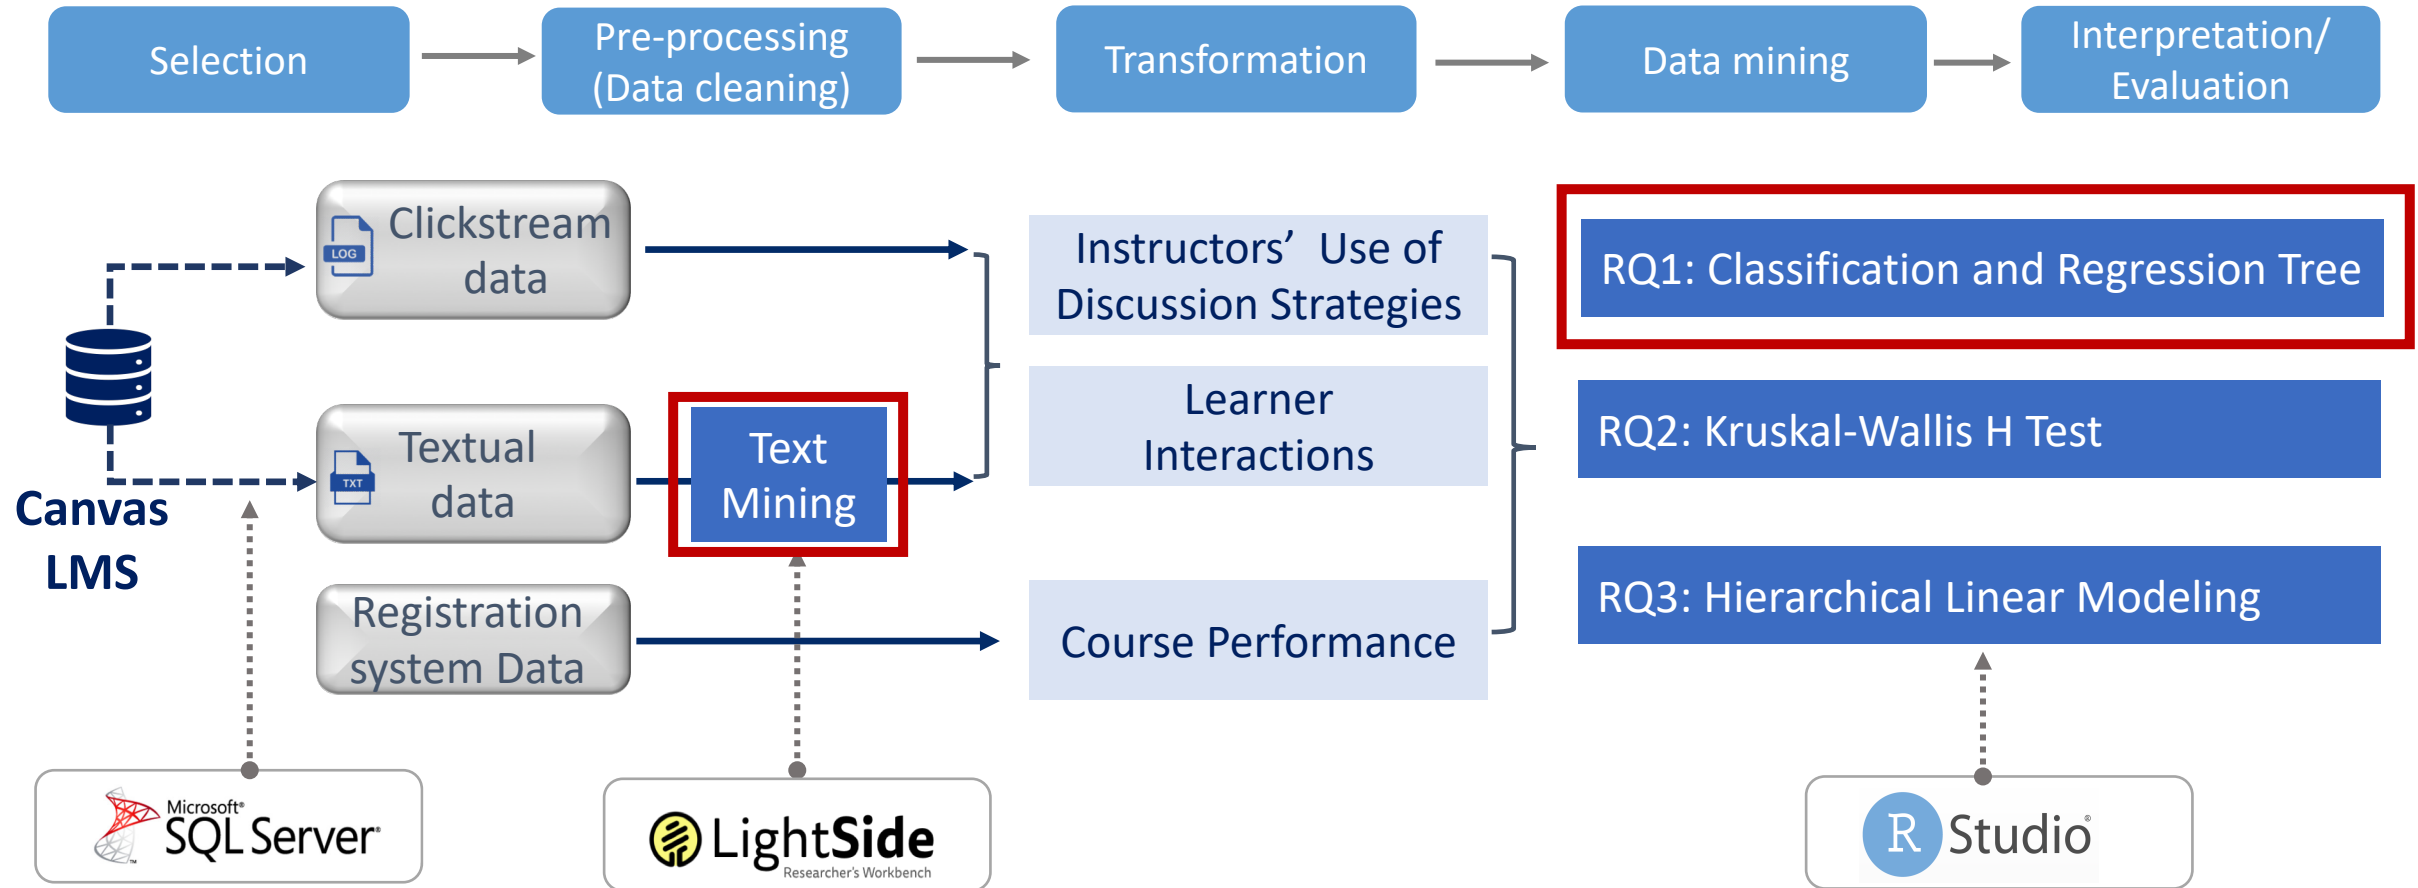 Selection
Pre-processing
(Data cleaning)
Transformation
Data mining
Interpretation/
Evaluation
LOG
Clickstream
data
Instructors’ Use of
Discussion Strategies
RQ1: Classification and Regression Tree
Canvas
LMS
TXT
Textual
data
Text
Mining
Learner
Interactions
RQ2: Kruskal-Wallis H Test
Registration
system Data
Course Performance
RQ3: Hierarchical Linear Modeling
Microsoft®
SQL Server®
™
LightSide
Researcher's Workbench
R Studio®